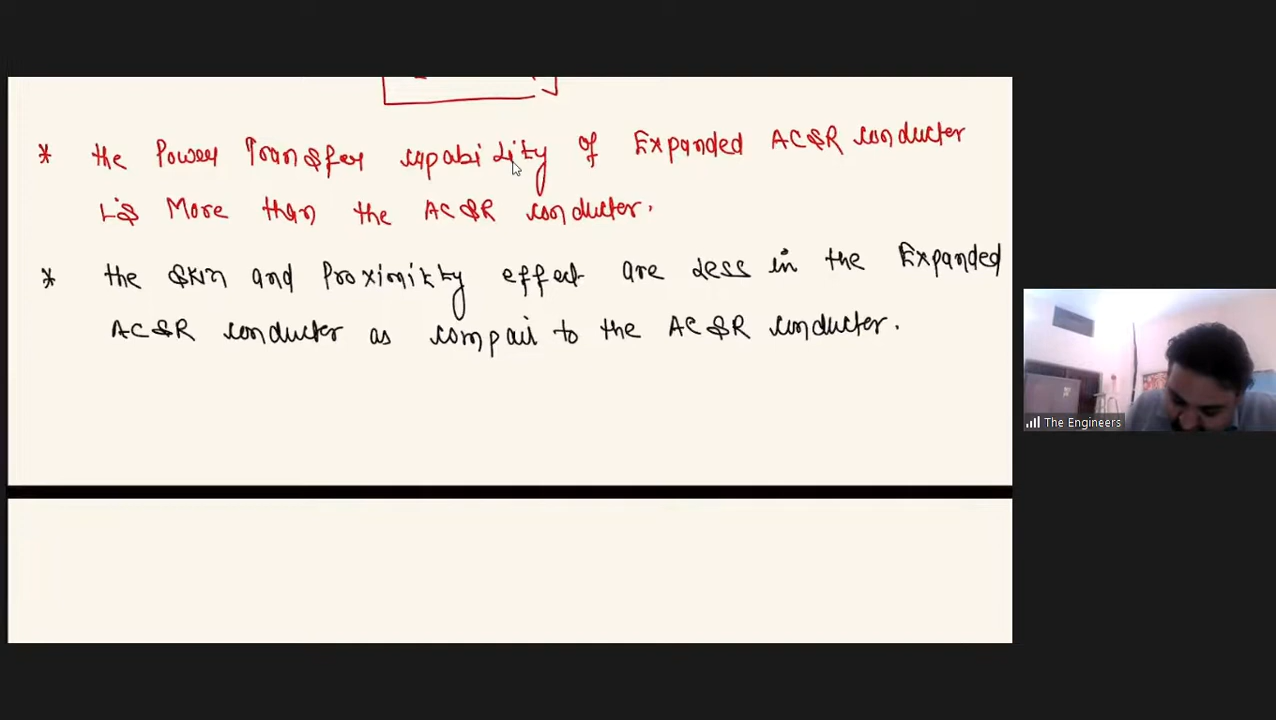 * the Power Transfer capability of Expanded ACSR conductor
is More than the ACSR conductor.
* the skin and Proximity effect are Less in the Expanded
ACSR conductor as compair to the ACSR conductor.
The Engineers